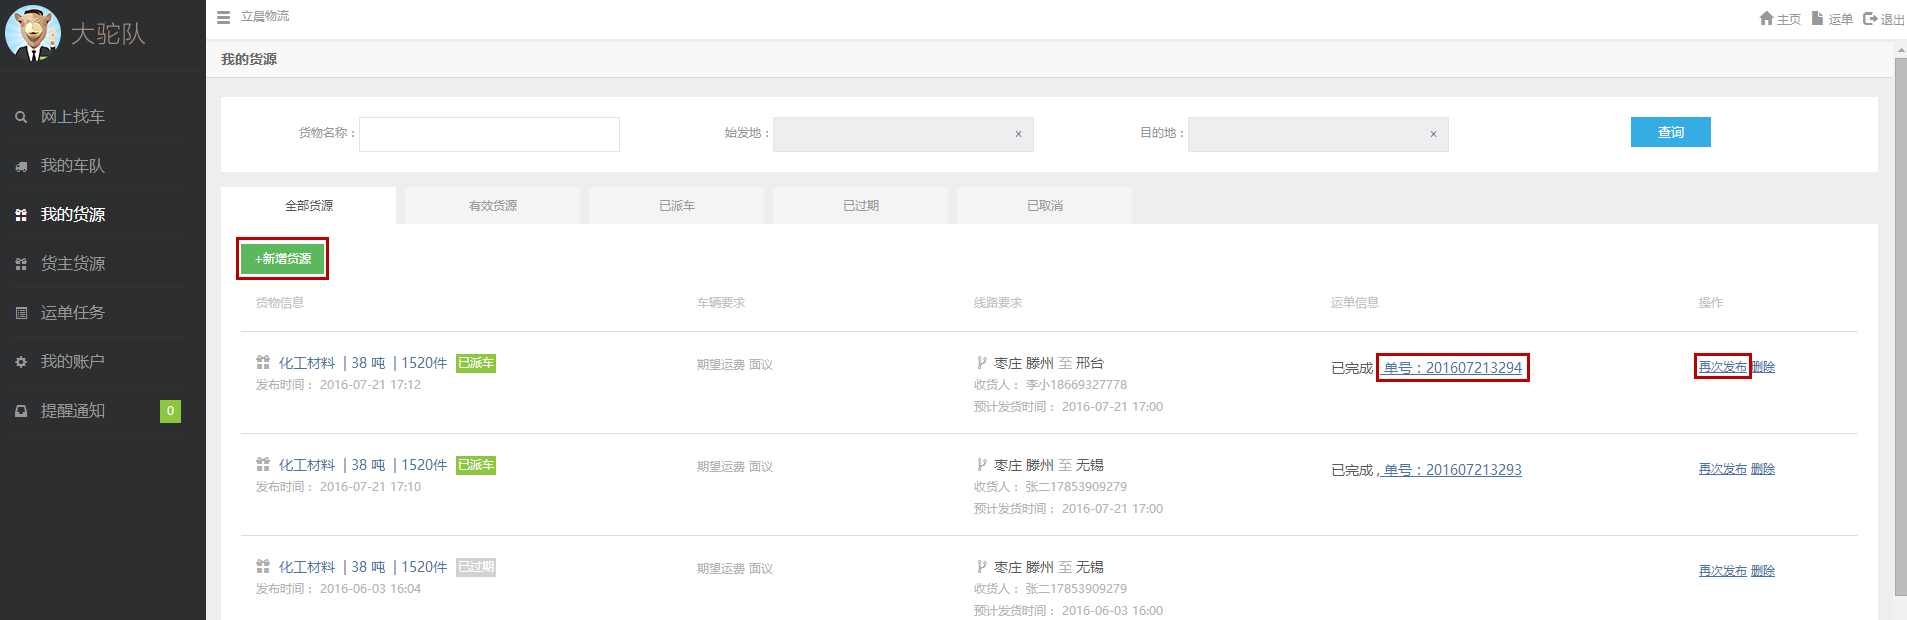 大驼队
立晨物流
主页 运单 退出
我的货源
网上找车
我的车队
我的货源
货主货源
运单任务
我的账户
提醒通知 0
货物名称： 始发地： × 目的地： × 查询
全部货源 有效货源 已派车 已过期 已取消
+新增货源
货物信息 车辆要求 线路要求 运单信息 操作
化工材料 | 38 吨 | 1520件 已派车 期望运费 面议 枣庄 滕州 至 邢台 已完成 , 单号：201607213294 再次发布 删除
发布时间： 2016-07-21 17:12 收货人： 李小18669327778
预计发货时间： 2016-07-21 17:00
化工材料 | 38 吨 | 1520件 已派车 期望运费 面议 枣庄 滕州 至 无锡 已完成 , 单号：201607213293 再次发布 删除
发布时间： 2016-07-21 17:10 收货人： 张二17853909279
预计发货时间： 2016-07-21 17:00
化工材料 | 38 吨 | 1520件 已过期 期望运费 面议 枣庄 滕州 至 无锡 再次发布 删除
发布时间： 2016-06-03 16:04 收货人： 张二17853909279
预计发货时间： 2016-06-03 16:00